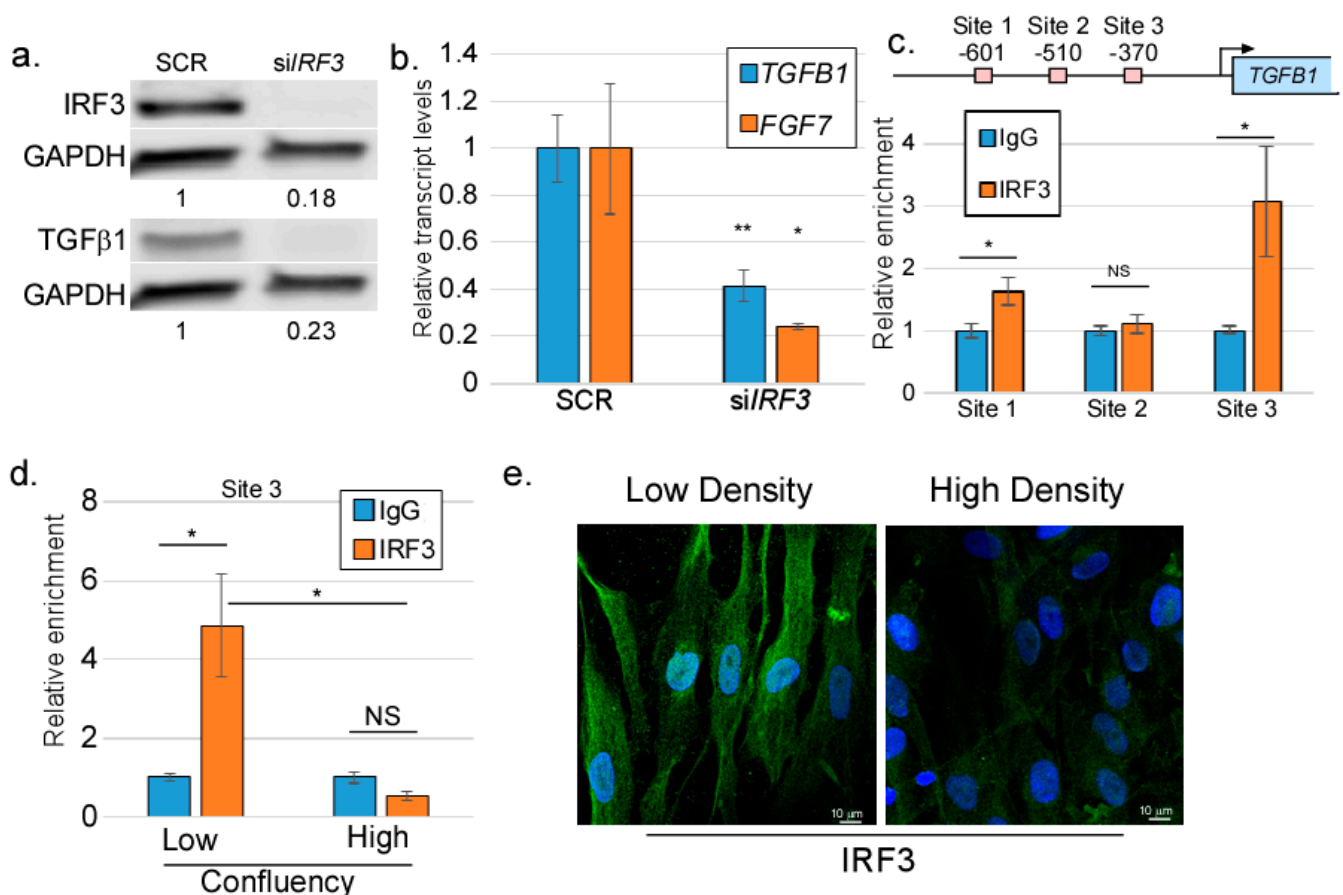 a.
SCR siIRF3
IRF3
GAPDH
1 0.18
TGFβ1
GAPDH
1 0.23
b.
Relative transcript levels
1.4
1.2
1
0.8
0.6
0.4
0.2
0
TGFB1
FGF7
** *
SCR siIRF3
c.
Site 1 Site 2 Site 3
-601 -510 -370
TGFB1
Relative enrichment
4
3
2
1
0
IgG
IRF3
* NS *
Site 1 Site 2 Site 3
d.
Site 3
Relative enrichment
8
6
4
2
0
IgG
IRF3
*
*
NS
Low High
Confluency
e.
Low Density High Density
10 μm 10 μm
IRF3